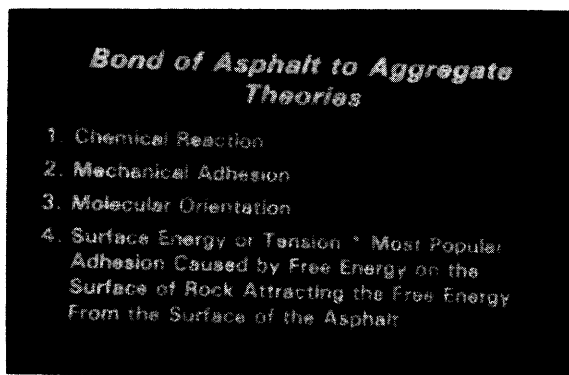 Bond of Asphalt to Aggregate
Theories
1. Chemical Reaction
2. Mechanical Adhesion
3. Molecular Orientation
4. Surface Energy or Tension * Most Popular
Adhesion Caused by Free Energy on the
Surface of Rock Attracting the Free Energy
From the Surface of the Asphalt